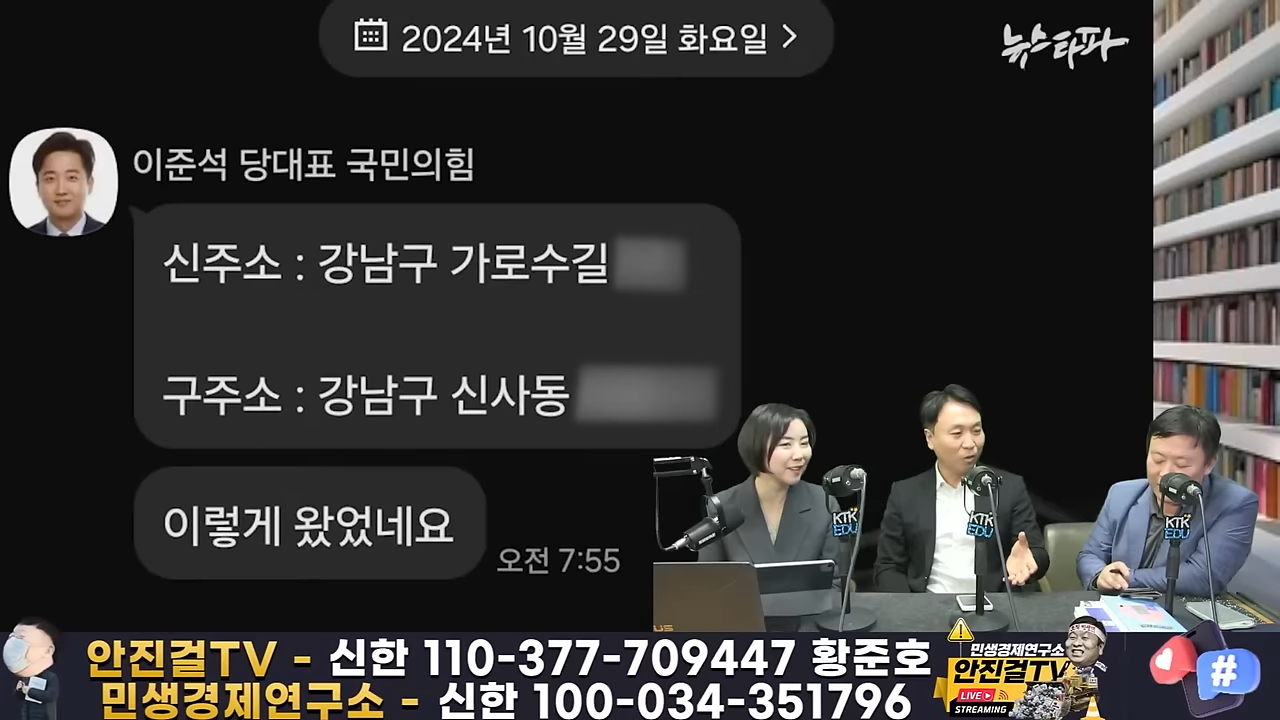 2024년 10월 29일 화요일 >
뉴스타파
이준석 당대표 국민의힘
신주소 : 강남구 가로수길
구주소 : 강남구 신사동
이렇게 왔었네요
오전 7:55
KTK
EDU
KTK
EDU
KTK
EDU
안진걸TV - 신한 110-377-709447 황준호
민생경제연구소 - 신한 100-034-351796
민생경제연구소
안진걸TV
LIVE
STREAMING
#